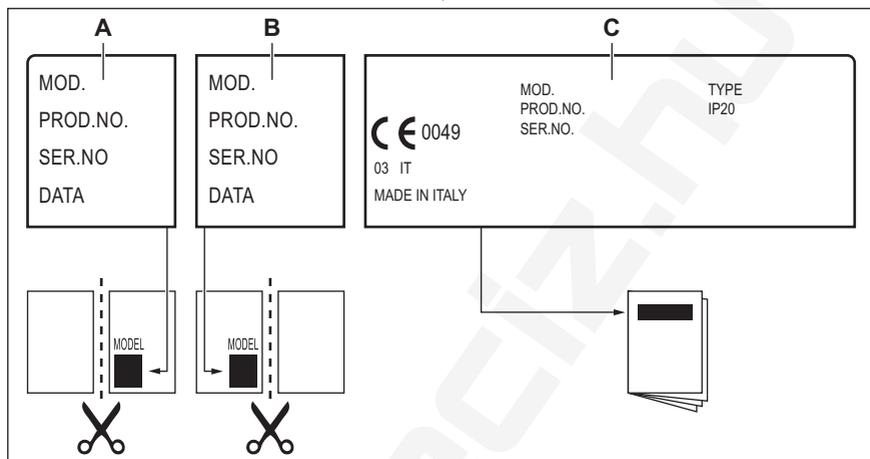 A
B
C
MOD.
PROD.NO.
SER.NO
DATA
MOD.
PROD.NO.
SER.NO
DATA
MOD.
PROD.NO.
SER.NO.
TYPE
IP20
CE 0049
03 IT
MADE IN ITALY
MODEL
MODEL